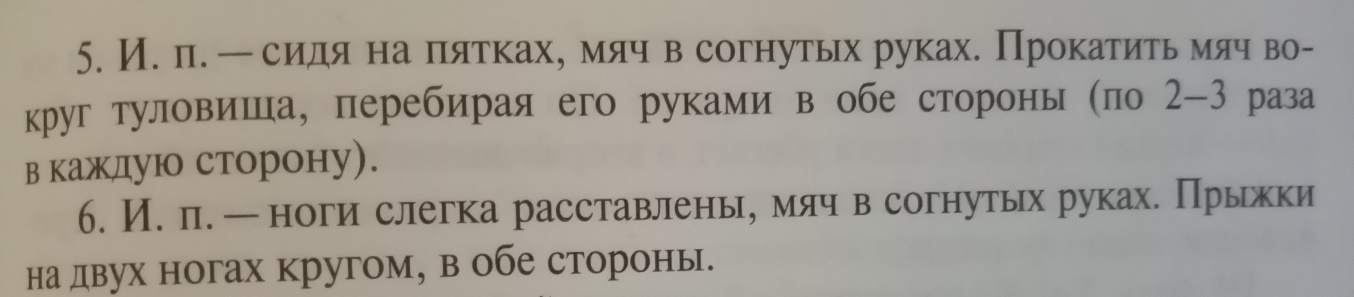 5. И. п. — сидя на пятках, мяч в согнутых руках. Прокатить мяч во-
круг туловища, перебирая его руками в обе стороны (по 2–3 раза
в каждую сторону).
6. И. п. — ноги слегка расставлены, мяч в согнутых руках. Прыжки
на двух ногах кругом, в обе стороны.